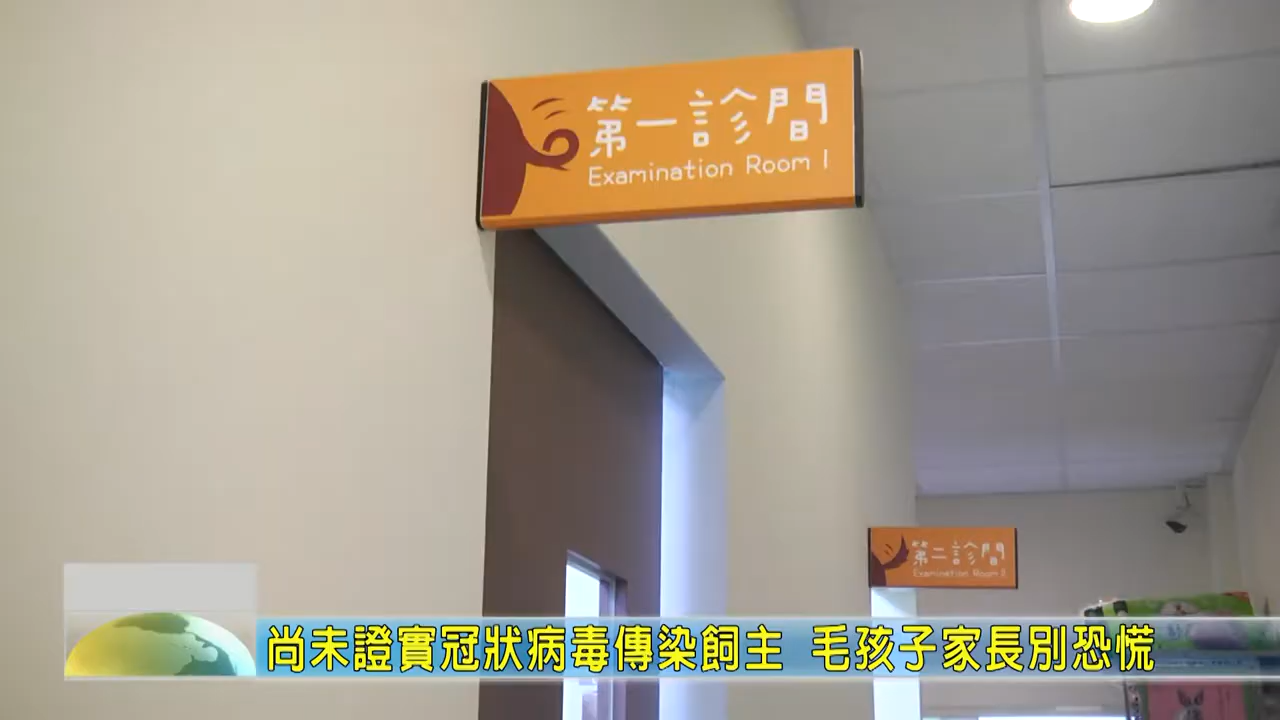 第一診間
Examination Room 1
第二診間
Examination Room 2
尚未證實冠狀病毒傳染飼主 毛孩子家長別恐慌